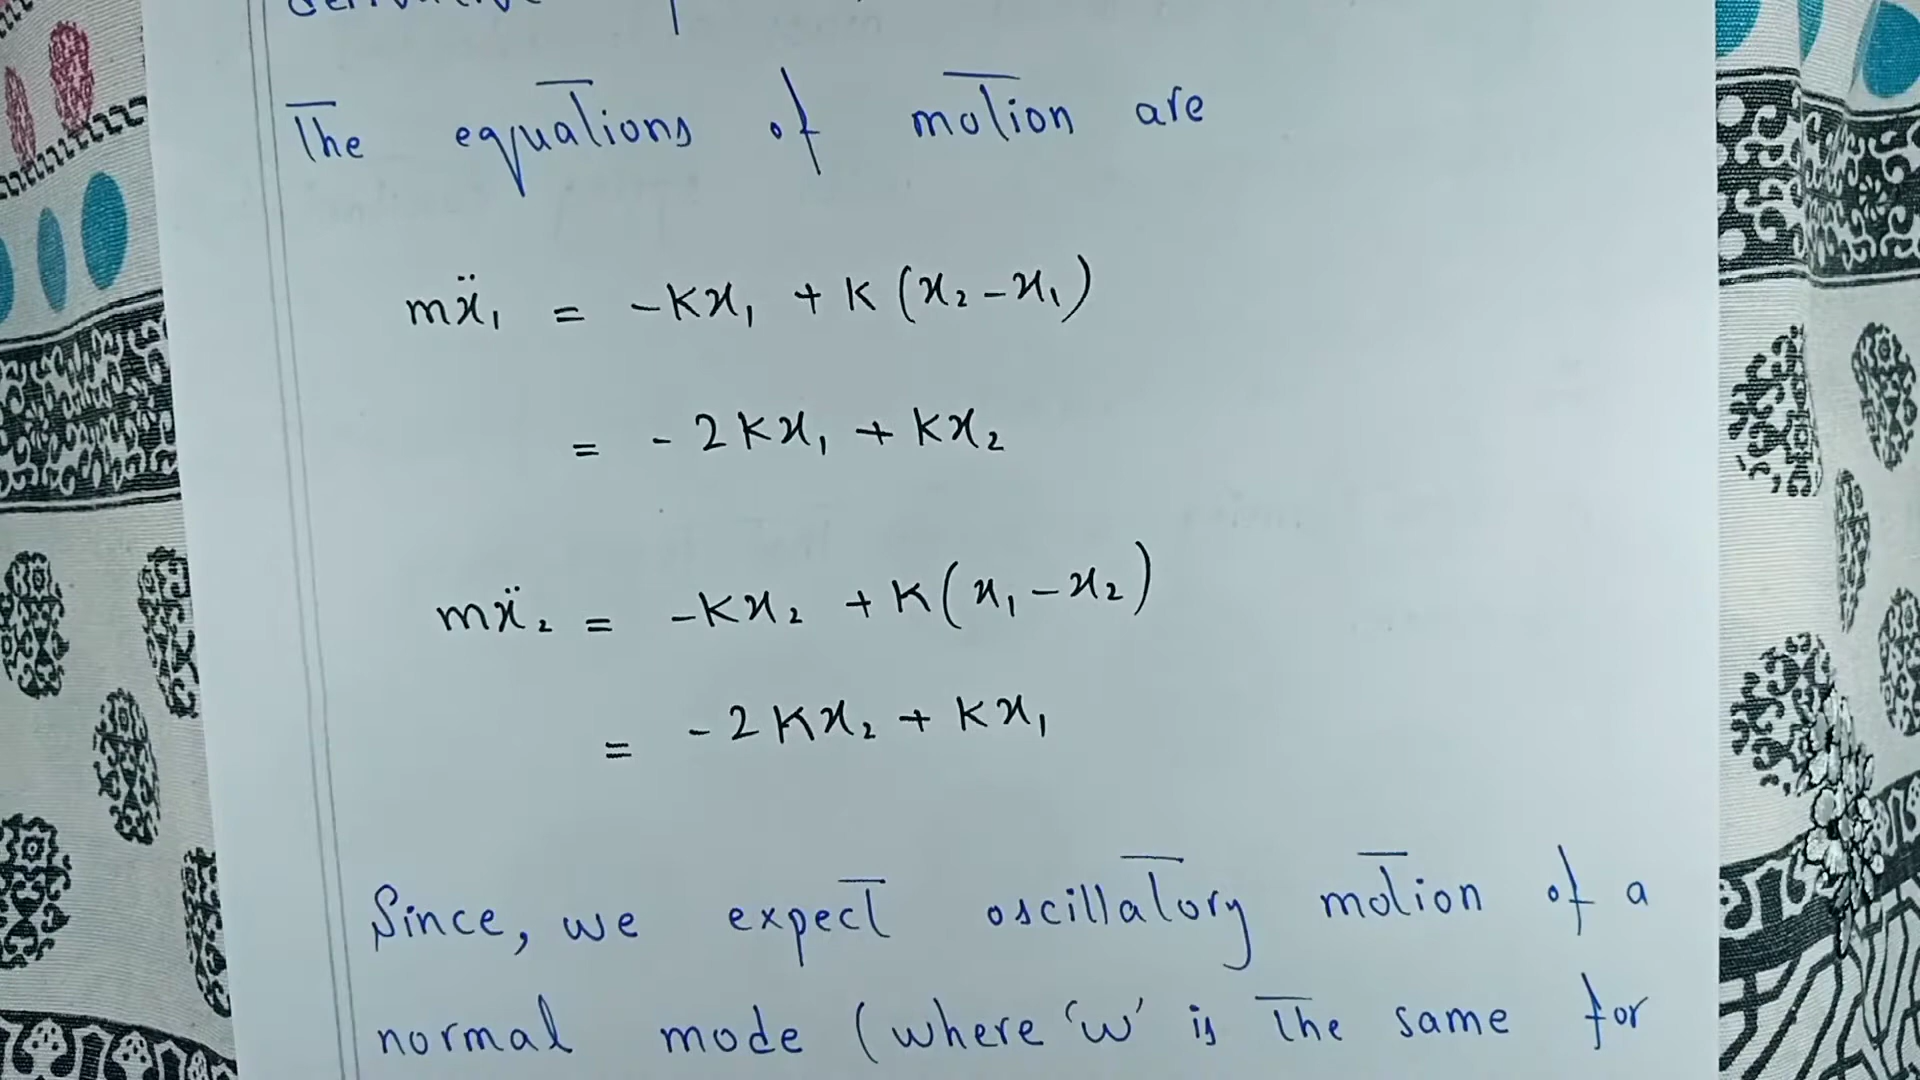 The equations of motion are
mẍ₁ = -Kx₁ + K(x₂-x₁)
= -2Kx₁ + Kx₂
mẍ₂ = -Kx₂ + K(x₁-x₂)
= -2Kx₂ + Kx₁
Since, we expect oscillatory motion of a
normal mode (where 'w' is the same for